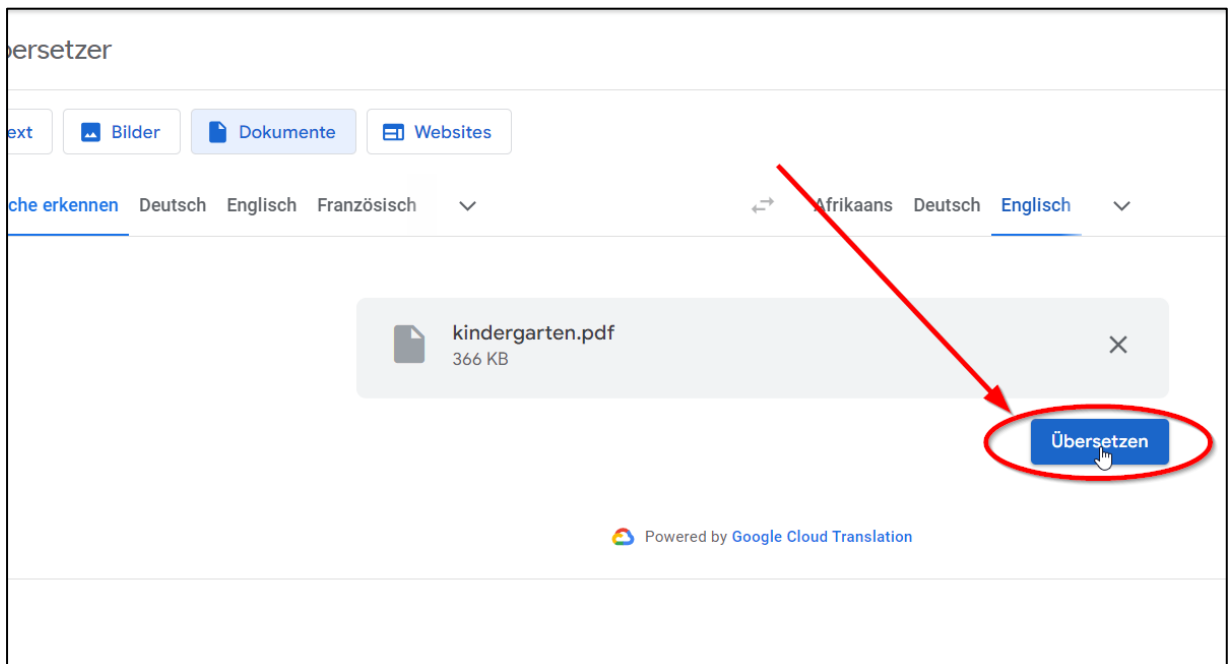 bersetzer
ext Bilder Dokumente Websites
che erkennen Deutsch Englisch Französisch Afrikaans Deutsch Englisch
kindergarten.pdf
366 KB
Übersetzen
Powered by Google Cloud Translation